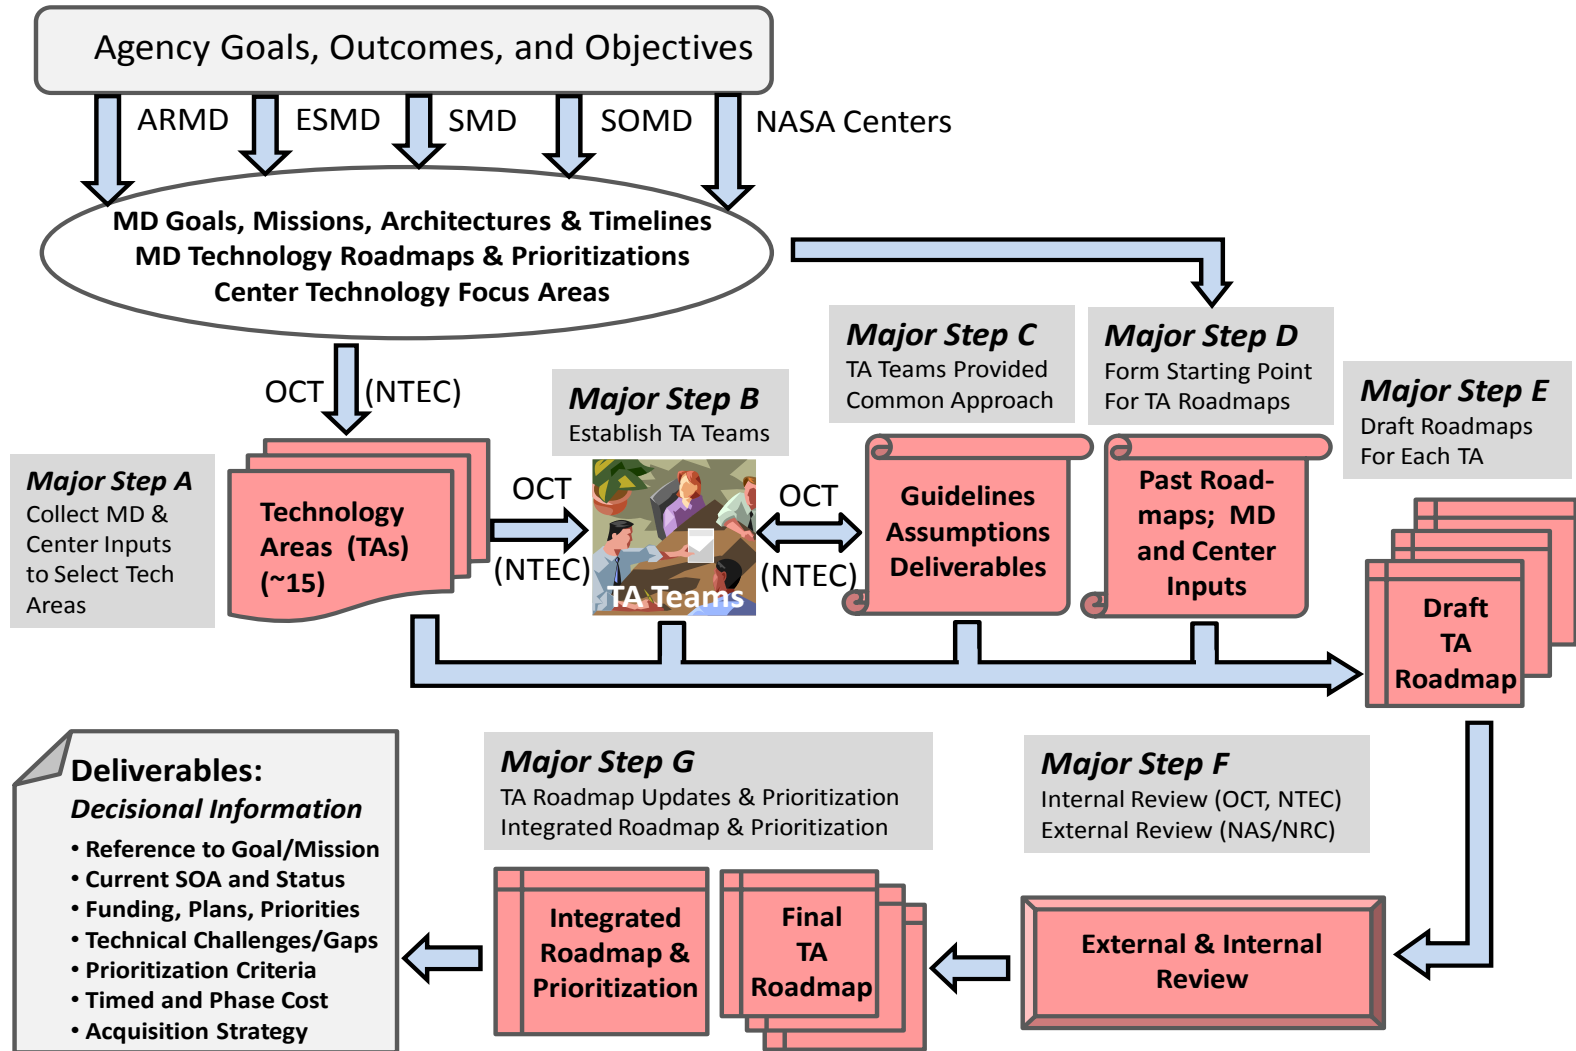 Agency Goals, Outcomes, and Objectives
ARMD
ESMD
SMD
SOMD
NASA Centers
MD Goals, Missions, Architectures & Timelines
MD Technology Roadmaps & Prioritizations
Center Technology Focus Areas
OCT
(NTEC)
Major Step A
Collect MD &
Center Inputs
to Select Tech
Areas
Technology
Areas (TAs)
(~15)
OCT
(NTEC)
Major Step B
Establish TA Teams
TA Teams
OCT
(NTEC)
Major Step C
TA Teams Provided
Common Approach
Guidelines
Assumptions
Deliverables
Major Step D
Form Starting Point
For TA Roadmaps
Past Road-
maps; MD
and Center
Inputs
Major Step E
Draft Roadmaps
For Each TA
Draft
TA
Roadmap
Major Step F
Internal Review (OCT, NTEC)
External Review (NAS/NRC)
External & Internal
Review
Major Step G
TA Roadmap Updates & Prioritization
Integrated Roadmap & Prioritization
Final
TA
Roadmap
Integrated
Roadmap &
Prioritization
Deliverables:
Decisional Information
• Reference to Goal/Mission
• Current SOA and Status
• Funding, Plans, Priorities
• Technical Challenges/Gaps
• Prioritization Criteria
• Timed and Phase Cost
• Acquisition Strategy